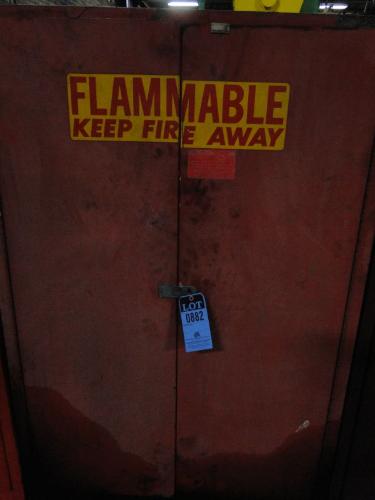 FLAMMABLE
KEEP FIRE AWAY
LOT
0882